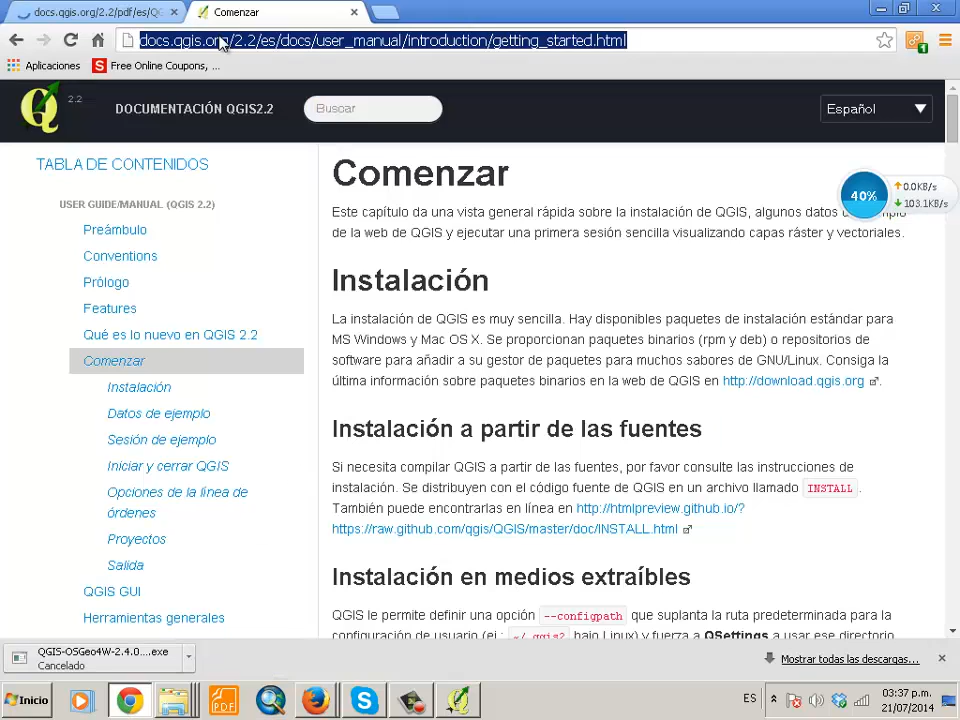 docs.qgis.org/2.2/pdf/es/QG
Comenzar
docs.qgis.org/2.2/es/docs/user_manual/introduction/getting_started.html
Aplicaciones
S Free Online Coupons, ...
2.2
DOCUMENTACIÓN QGIS2.2
Buscar
Español
TABLA DE CONTENIDOS
USER GUIDE/MANUAL (QGIS 2.2)
Preámbulo
Conventions
Prólogo
Features
Qué es lo nuevo en QGIS 2.2
Comenzar
Instalación
Datos de ejemplo
Sesión de ejemplo
Iniciar y cerrar QGIS
Opciones de la línea de
órdenes
Proyectos
Salida
QGIS GUI
Herramientas generales
Comenzar
Este capítulo da una vista general rápida sobre la instalación de QGIS, algunos datos
de la web de QGIS y ejecutar una primera sesión sencilla visualizando capas ráster y vectoriales.
40%
0.0KB/s
103.1KB/s
Instalación
La instalación de QGIS es muy sencilla. Hay disponibles paquetes de instalación estándar para
MS Windows y Mac OS X. Se proporcionan paquetes binarios (rpm y deb) o repositorios de
software para añadir a su gestor de paquetes para muchos sabores de GNU/Linux. Consiga la
última información sobre paquetes binarios en la web de QGIS en http://download.qgis.org .
Instalación a partir de las fuentes
Si necesita compilar QGIS a partir de las fuentes, por favor consulte las instrucciones de
instalación. Se distribuyen con el código fuente de QGIS en un archivo llamado INSTALL .
También puede encontrarlas en línea en http://htmlpreview.github.io/?
https://raw.github.com/qgis/QGIS/master/doc/INSTALL.html
Instalación en medios extraíbles
QGIS le permite definir una opción --configpath que suplanta la ruta predeterminada para la
configuración de usuario (ej.: ~/.qgis2 bajo Linux) y fuerza a QSettings a usar ese directorio
QGIS-OSGeo4W-2.4.0....exe
Cancelado
Mostrar todas las descargas...
Inicio
PDF
ES
03:37 p.m.
21/07/2014